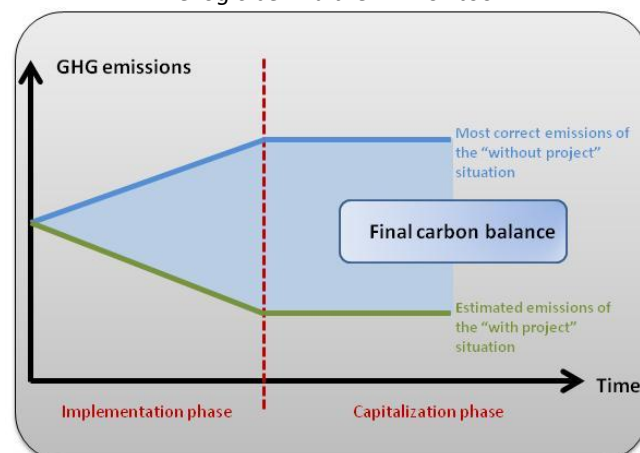 GHG emissions
Most correct emissions of
the "without project"
situation
Final carbon balance
Estimated emissions of
the "with project"
situation
Time
Implementation phase
Capitalization phase